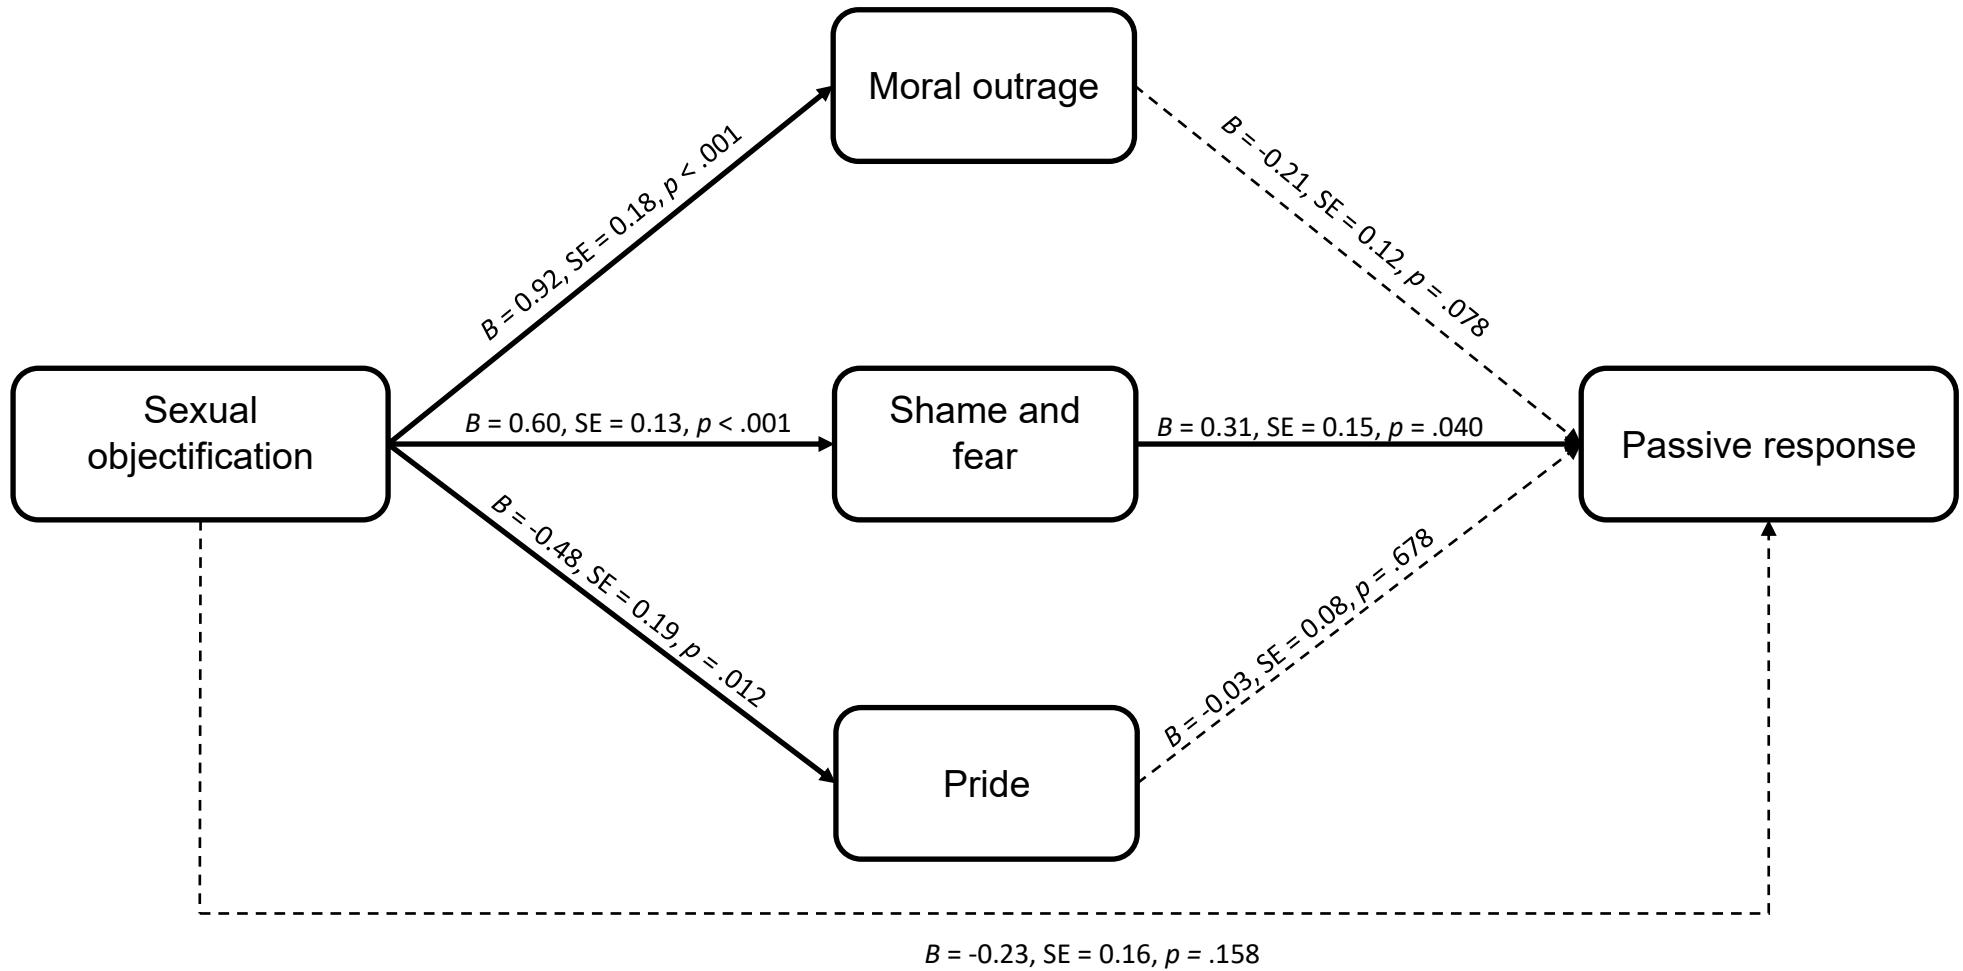 Moral outrage
B = 0.92, SE = 0.18, p < .001
B = -0.21, SE = 0.12, p = .078
Sexual
objectification
B = 0.60, SE = 0.13, p < .001
Shame and
fear
B = 0.31, SE = 0.15, p = .040
Passive response
B = -0.48, SE = 0.19, p = .012
B = -0.03, SE = 0.08, p = .678
Pride
B = -0.23, SE = 0.16, p = .158